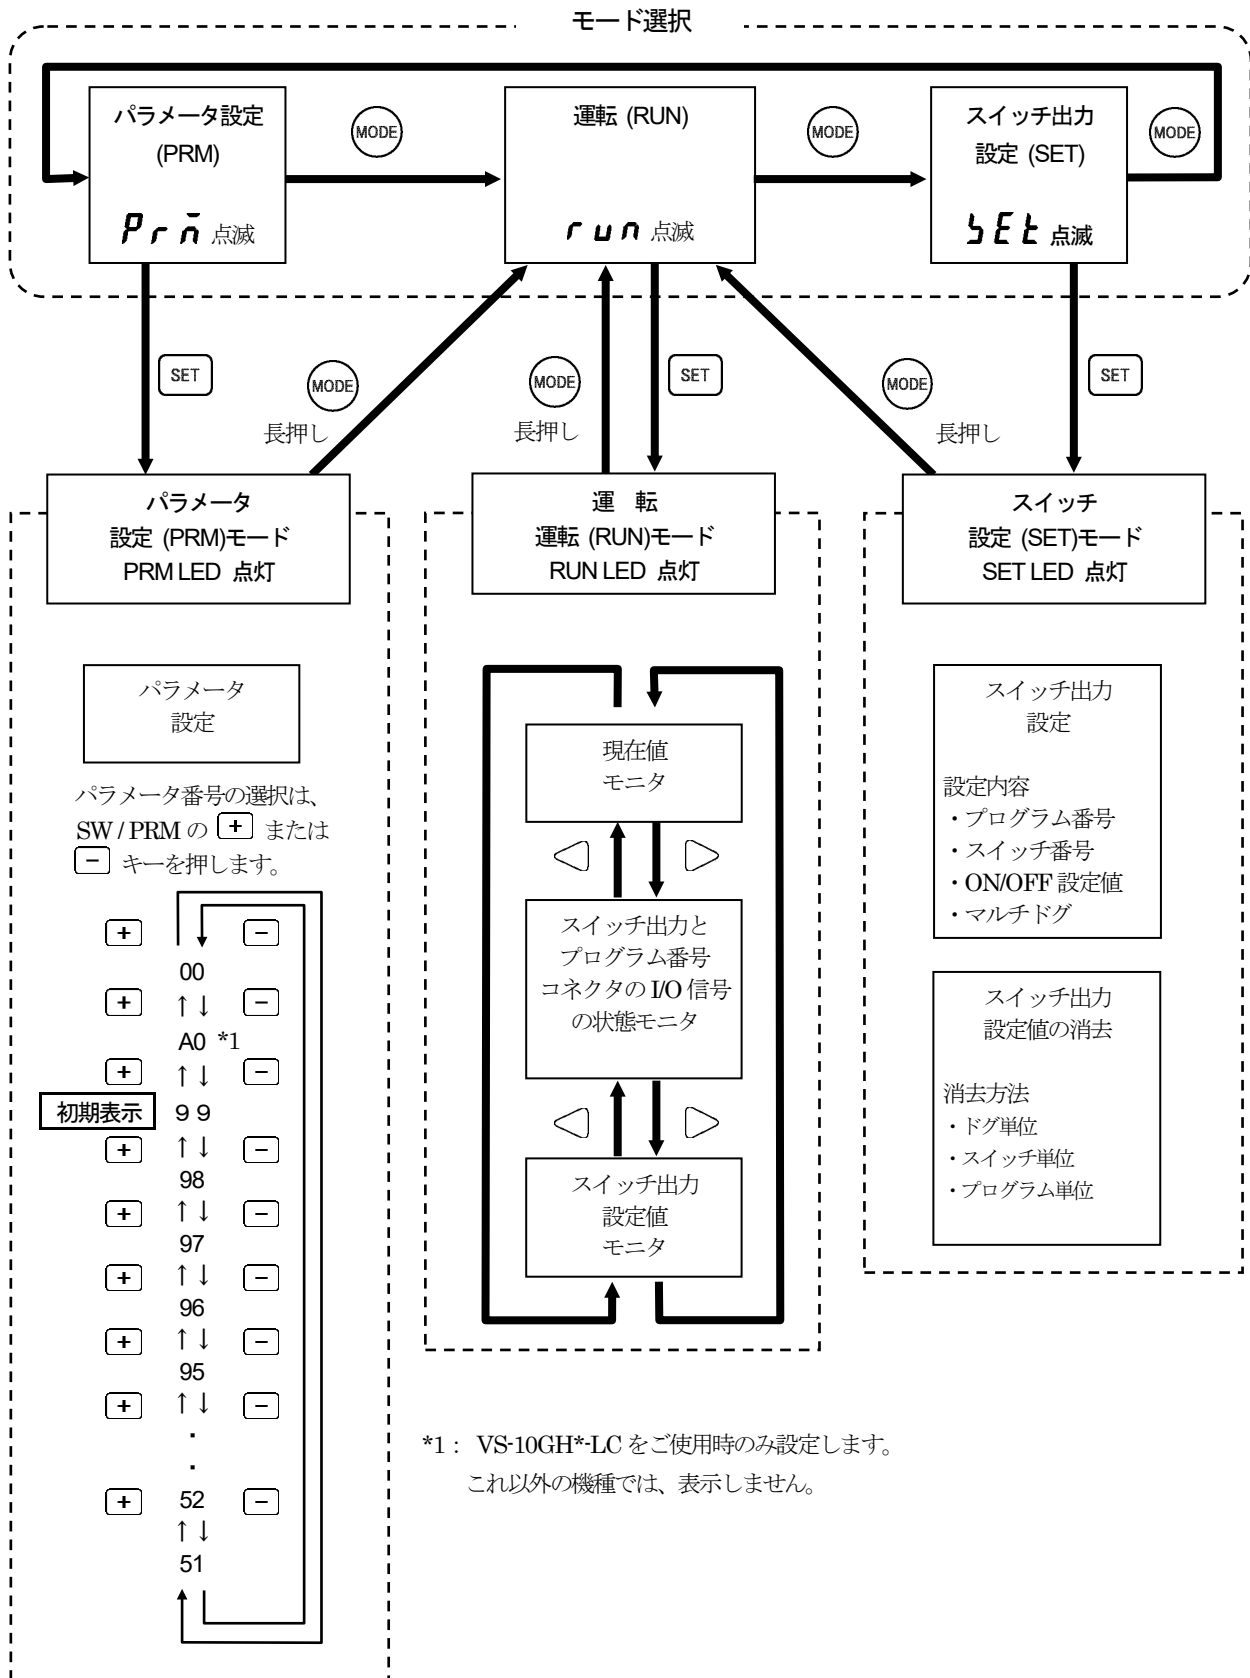 モード選択
パラメータ設定
(PRM)
Prm 点滅
MODE
運転 (RUN)
run 点滅
MODE
スイッチ出力
設定 (SET)
SEt 点滅
MODE
SET
MODE
長押し
MODE
長押し
SET
MODE
長押し
SET
パラメータ
設定 (PRM)モード
PRM LED 点灯
運 転
運転 (RUN)モード
RUN LED 点灯
スイッチ
設定 (SET)モード
SET LED 点灯
パラメータ
設定
パラメータ番号の選択は、
SW / PRM の + または
- キーを押します。
+ -
00
+ ↑↓ -
A0 *1
+ ↑↓ -
初期表示 9 9
+ ↑↓ -
98
+ ↑↓ -
97
+ ↑↓ -
96
+ ↑↓ -
95
+ ↑↓ -
・
・
+ 52 -
↑↓
51
現在値
モニタ
スイッチ出力と
プログラム番号
コネクタの I/O 信号
の状態モニタ
スイッチ出力
設定値
モニタ
スイッチ出力
設定
設定内容
・プログラム番号
・スイッチ番号
・ON/OFF 設定値
・マルチドグ
スイッチ出力
設定値の消去
消去方法
・ドグ単位
・スイッチ単位
・プログラム単位
*1： VS-10GH*-LC をご使用時のみ設定します。
これ以外の機種では、表示しません。